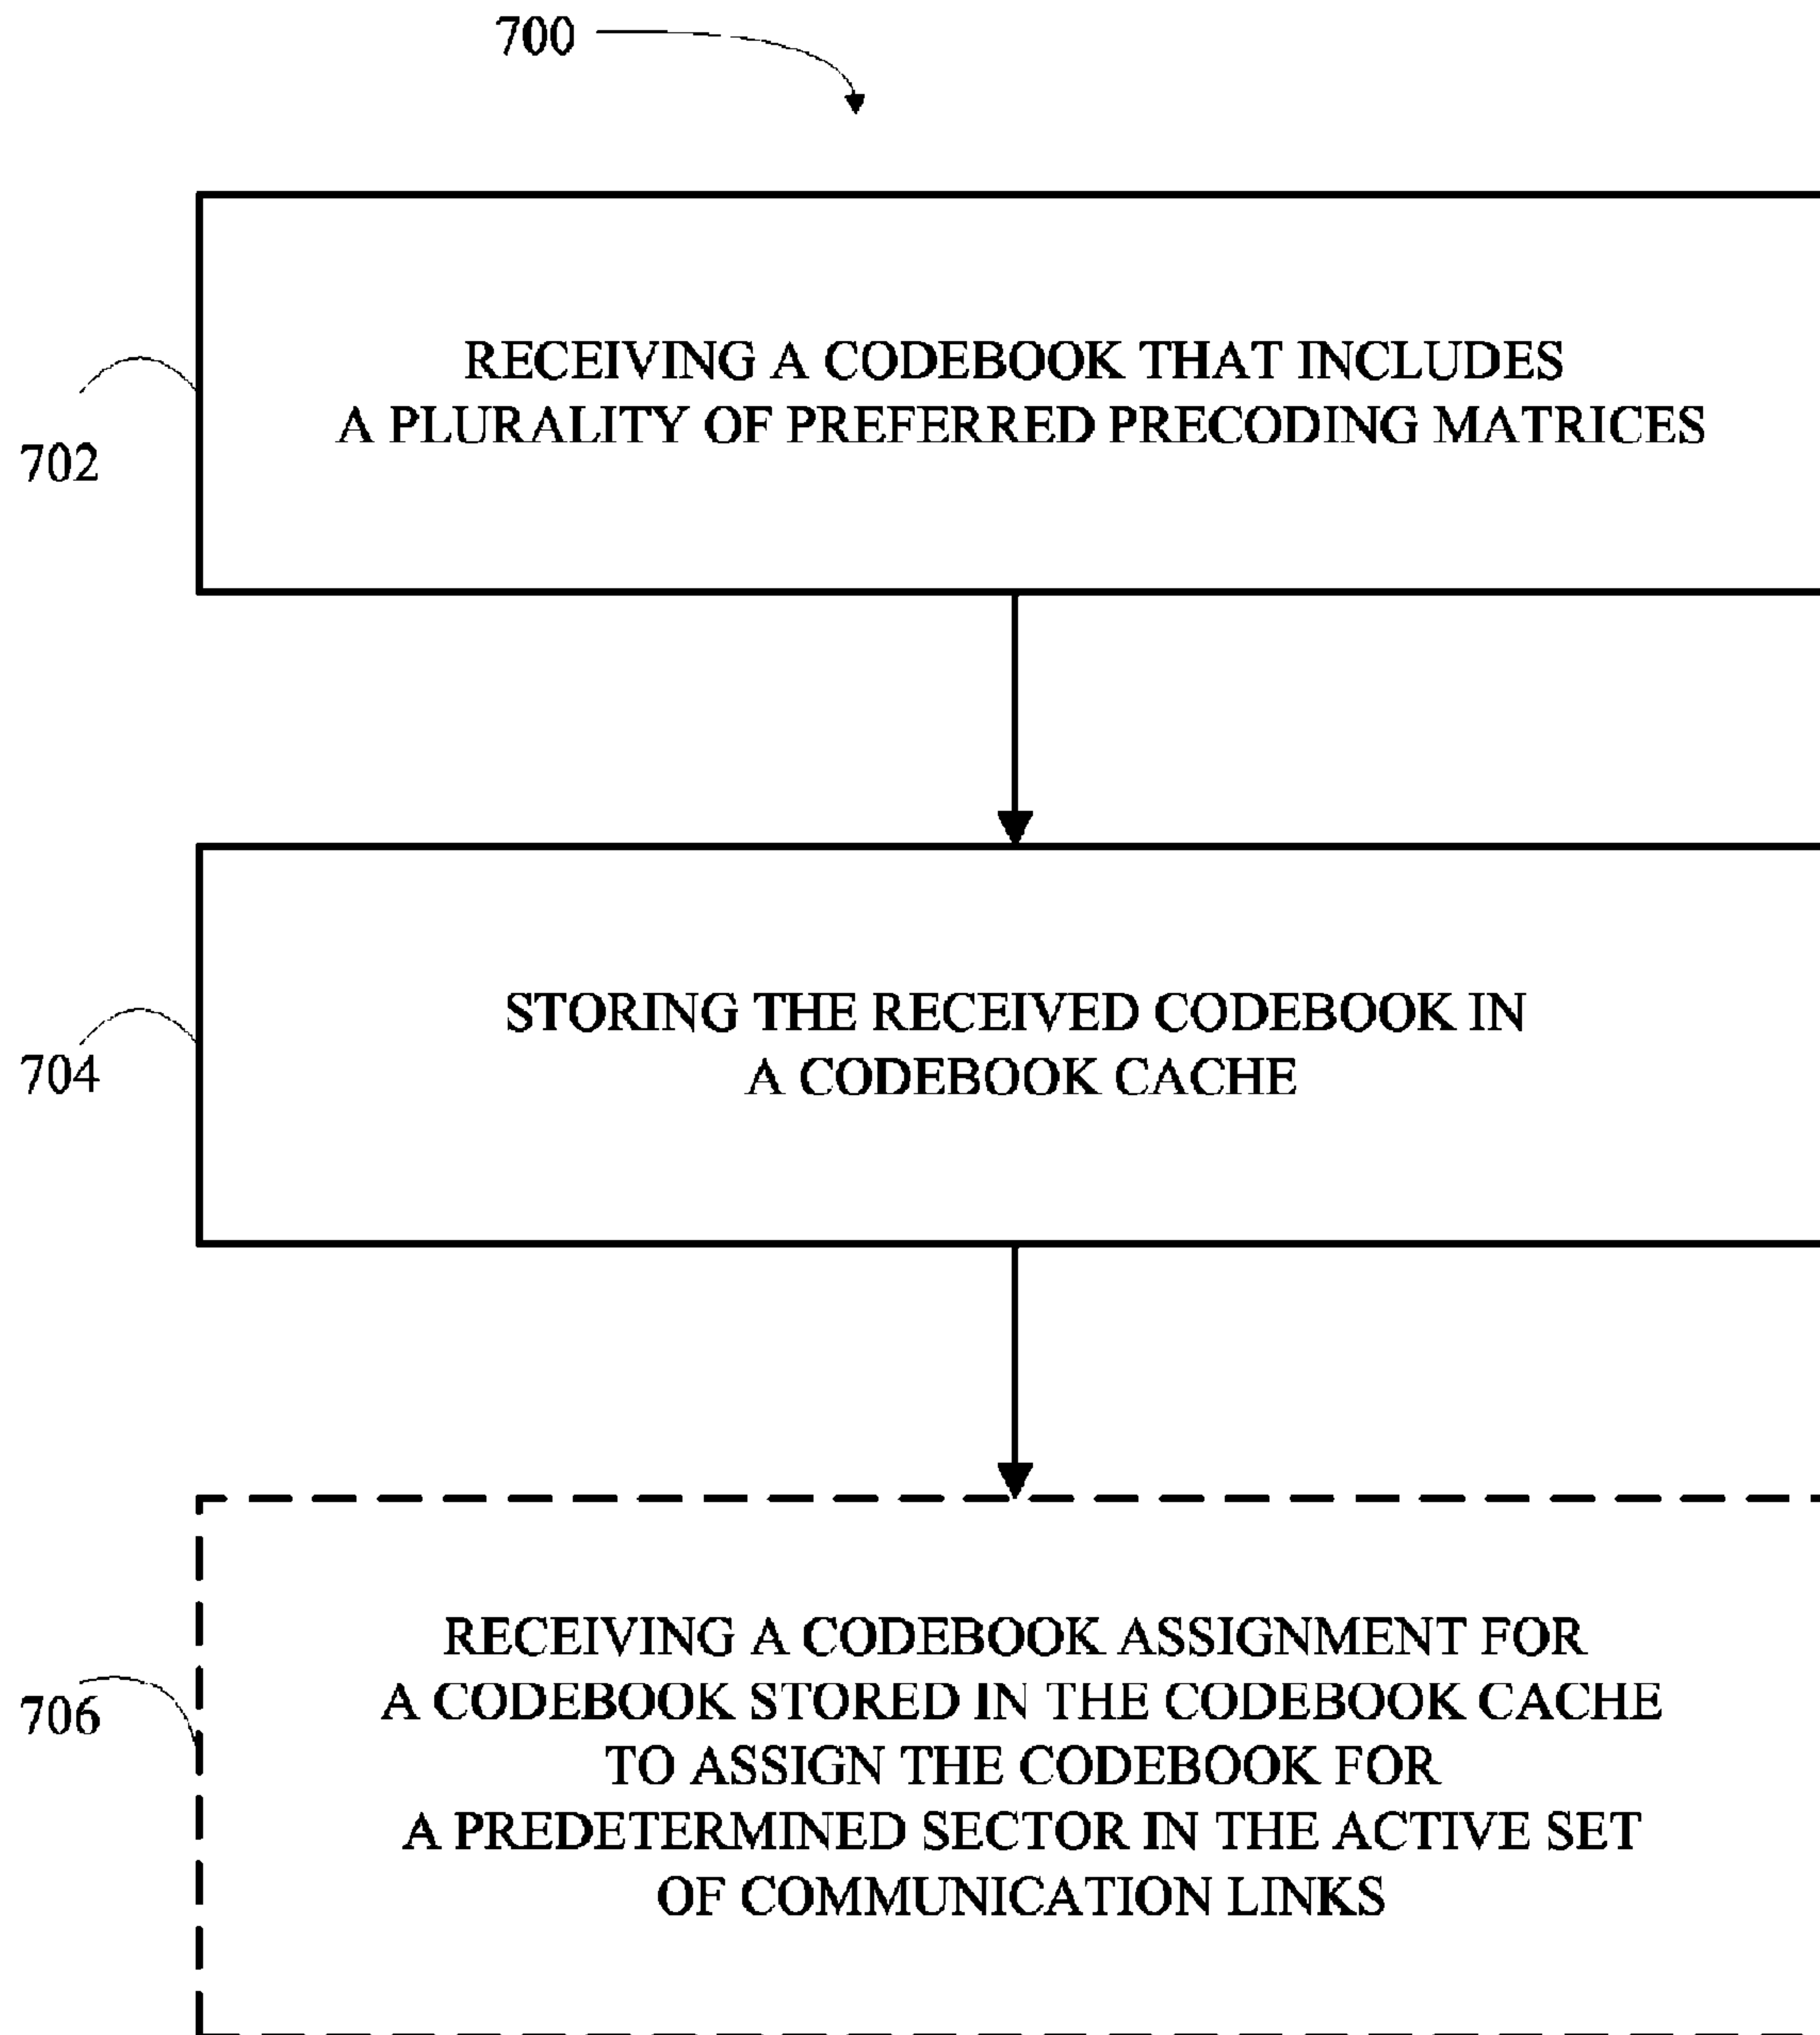 700
RECEIVING A CODEBOOK THAT INCLUDES
A PLURALITY OF PREFERRED PRECODING MATRICES
702
STORING THE RECEIVED CODEBOOK IN
A CODEBOOK CACHE
704
RECEIVING A CODEBOOK ASSIGNMENT FOR
A CODEBOOK STORED IN THE CODEBOOK CACHE
TO ASSIGN THE CODEBOOK FOR
A PREDETERMINED SECTOR IN THE ACTIVE SET
OF COMMUNICATION LINKS
706